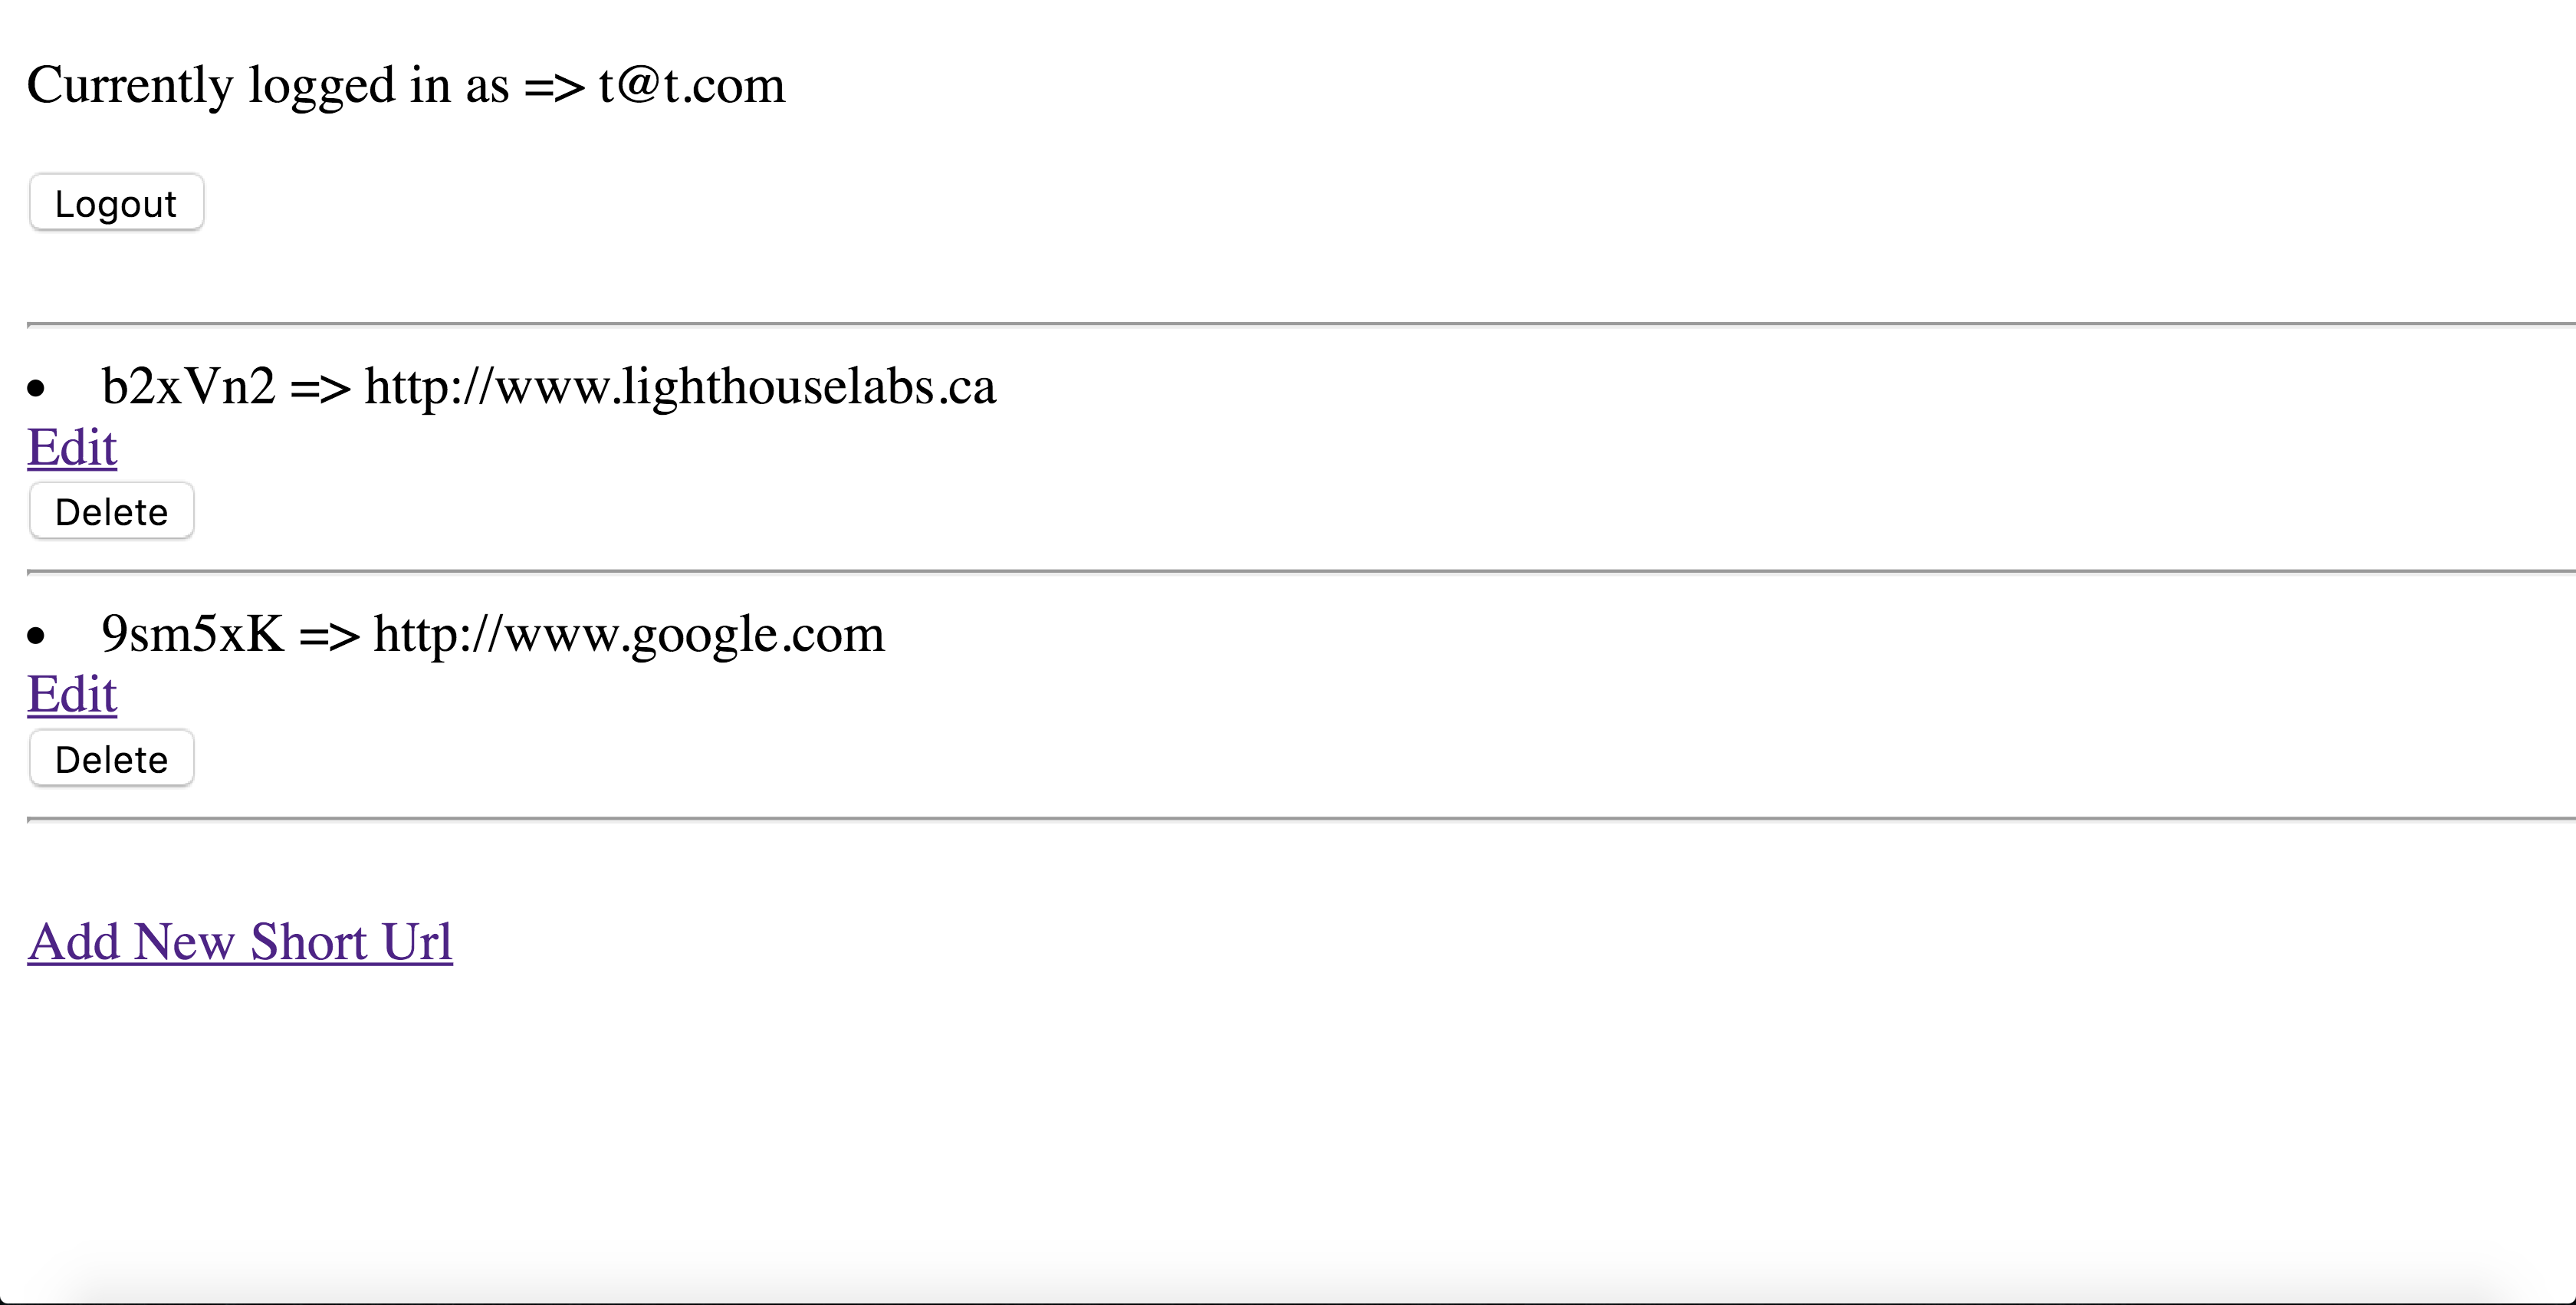 Currently logged in as => t@t.com
Logout
b2xVn2 => http://www.lighthouselabs.ca
Edit
Delete
9sm5xK => http://www.google.com
Edit
Delete
Add New Short Url